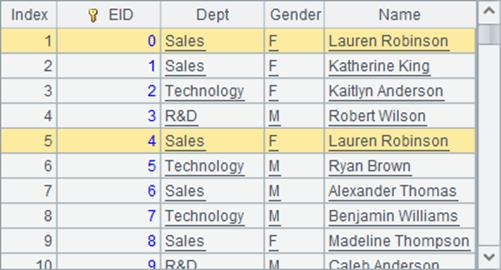 Index EID Dept Gender Name
1 0 Sales F Lauren Robinson
2 1 Sales F Katherine King
3 2 Technology F Kaitlyn Anderson
4 3 R&D M Robert Wilson
5 4 Sales F Lauren Robinson
6 5 Technology M Ryan Brown
7 6 Sales M Alexander Thomas
8 7 Technology M Benjamin Williams
9 8 Sales F Madeline Thompson
10 9 R&D M Caleb Anderson